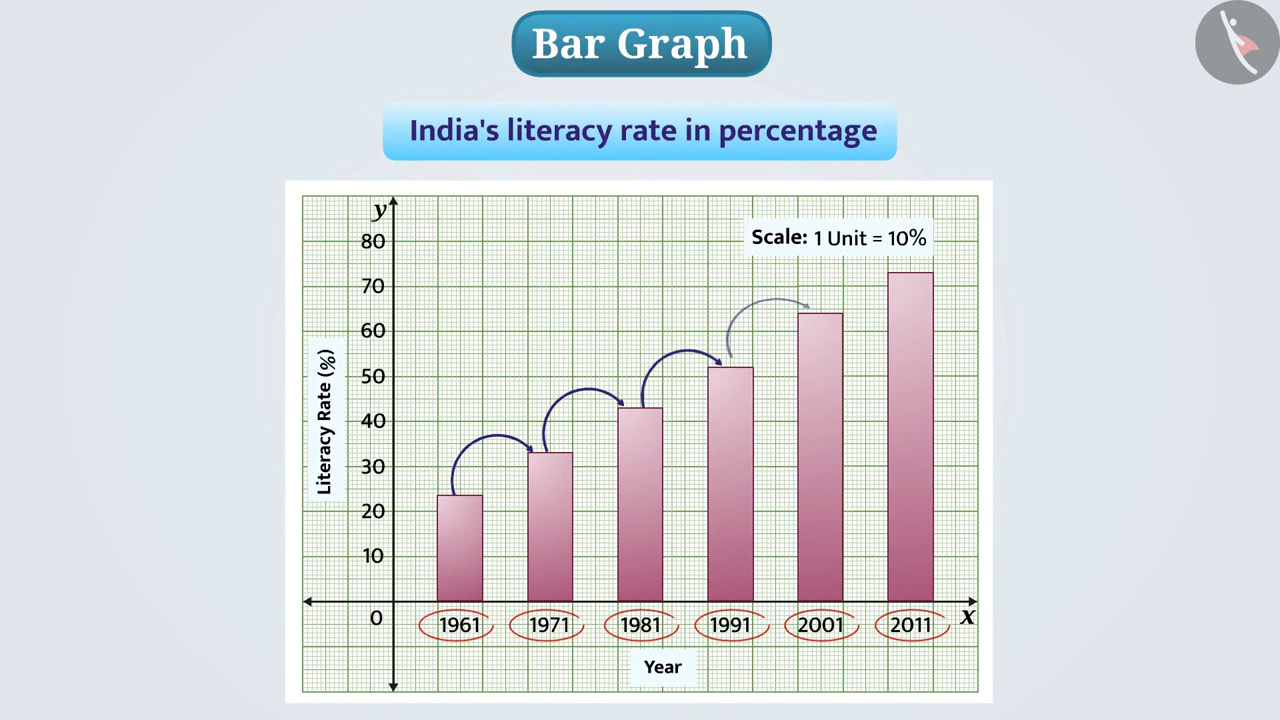 Bar Graph
India's literacy rate in percentage
y
Scale: 1 Unit = 10%
80
70
60
50
40
30
20
10
0
Literacy Rate (%)
1961 1971 1981 1991 2001 2011
x
Year